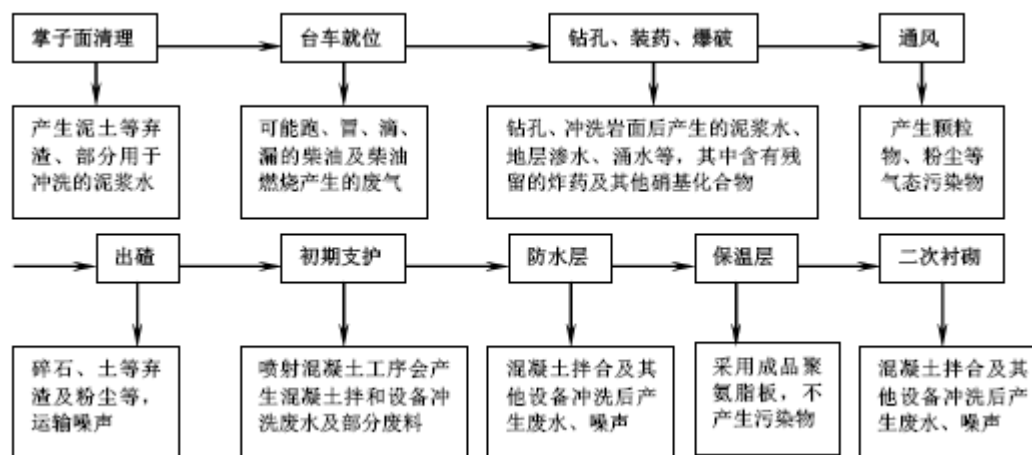 掌子面清理
台车就位
钻孔、装药、爆破
通风
产生泥土等弃
渣、部分用于
冲洗的泥浆水
可能跑、冒、滴、
漏的柴油及柴油
燃烧产生的废气
钻孔、冲洗岩面后产生的泥浆水、
地层渗水、涌水等，其中含有残
留的炸药及其他硝基化合物
产生颗粒
物、粉尘等
气态污染物
出碴
初期支护
防水层
保温层
二次衬砌
碎石、土等弃
渣及粉尘等，
运输噪声
喷射混凝土工序会产
生混凝土拌和设备冲
洗废水及部分废料
混凝土拌合及其
他设备冲洗后产
生废水、噪声
采用成品聚
氨脂板，不
产生污染物
混凝土拌合及其
他设备冲洗后产
生废水、噪声